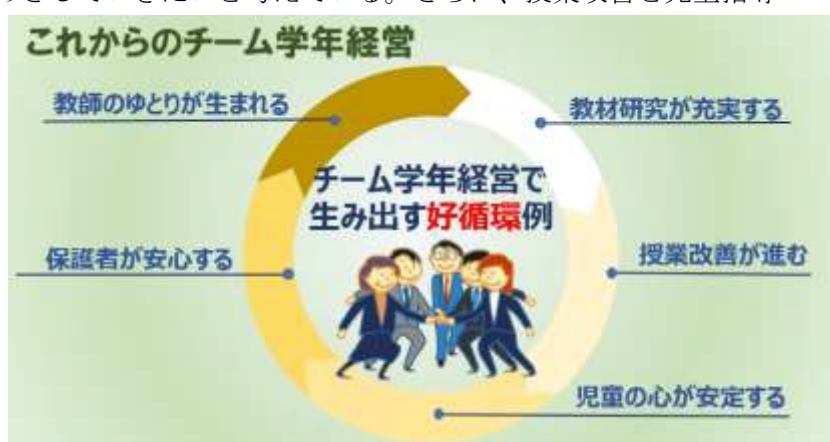 これからのチーム学年経営
教師のゆとりが生まれる
教材研究が充実する
チーム学年経営で
生み出す好循環例
保護者が安心する
授業改善が進む
児童の心が安定する